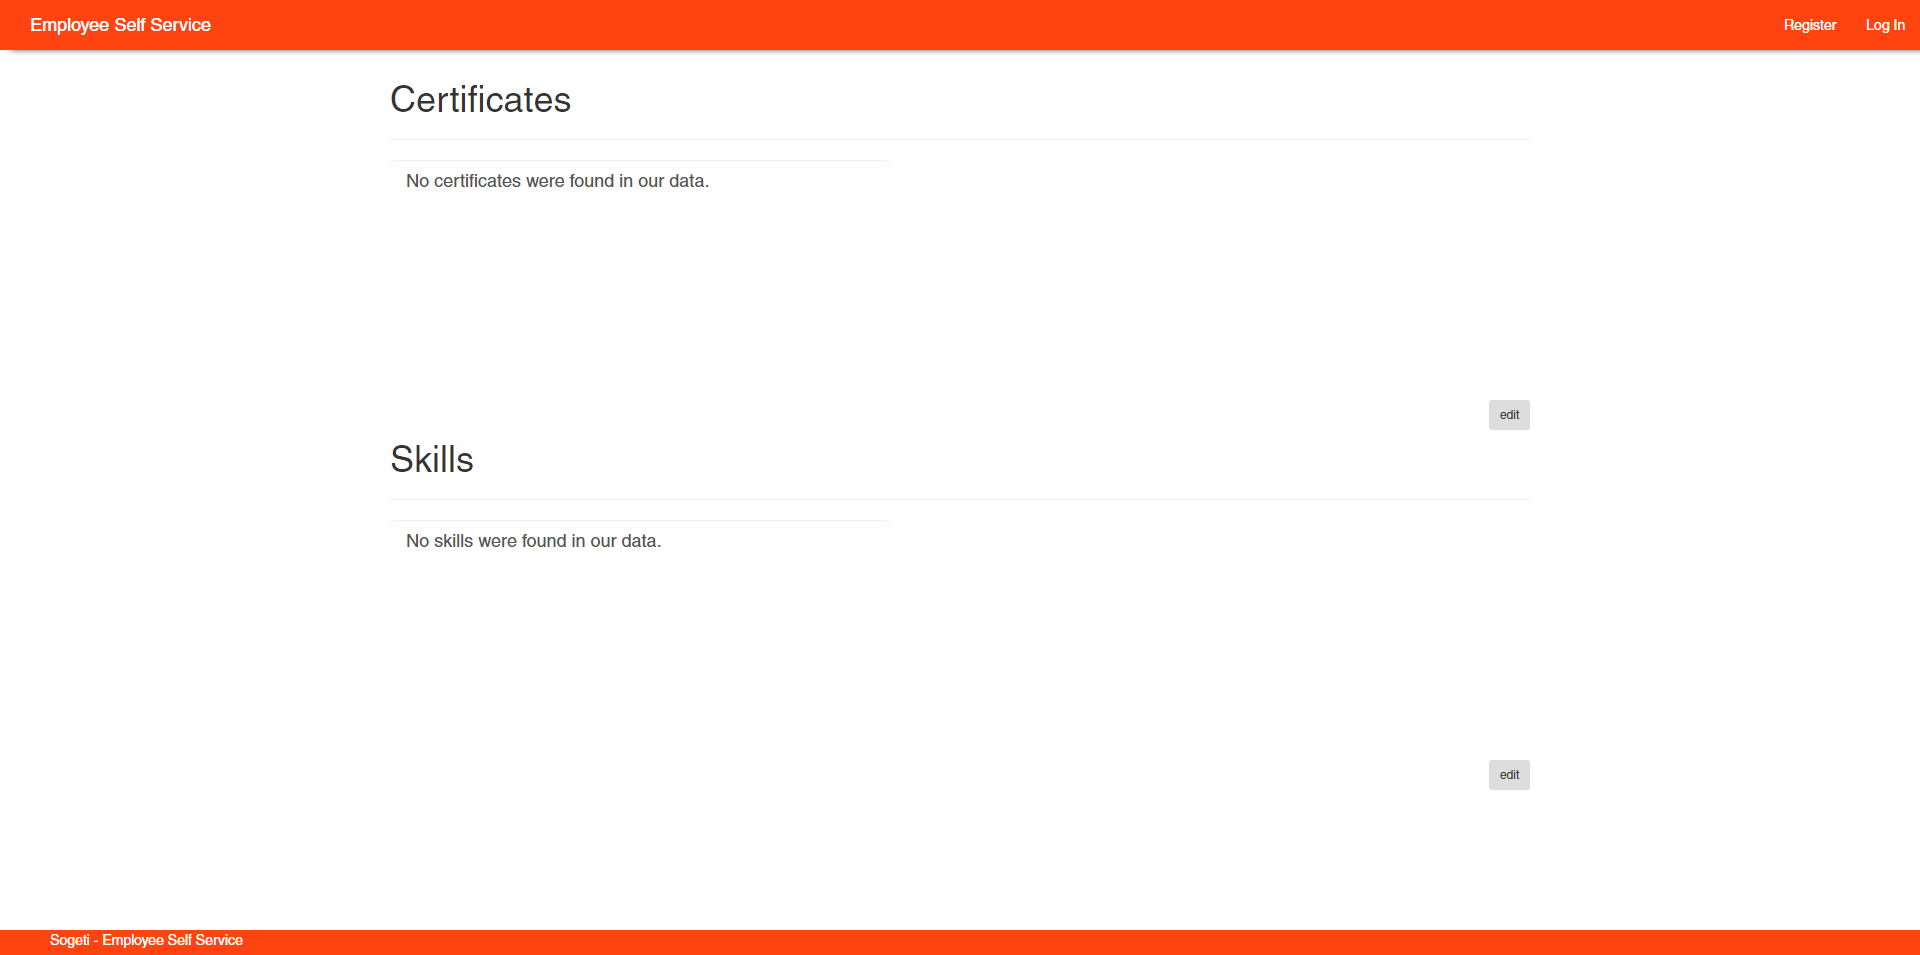 Employee Self Service
Register
Log In
Certificates
No certificates were found in our data.
edit
Skills
No skills were found in our data.
edit
Sogeti - Employee Self Service